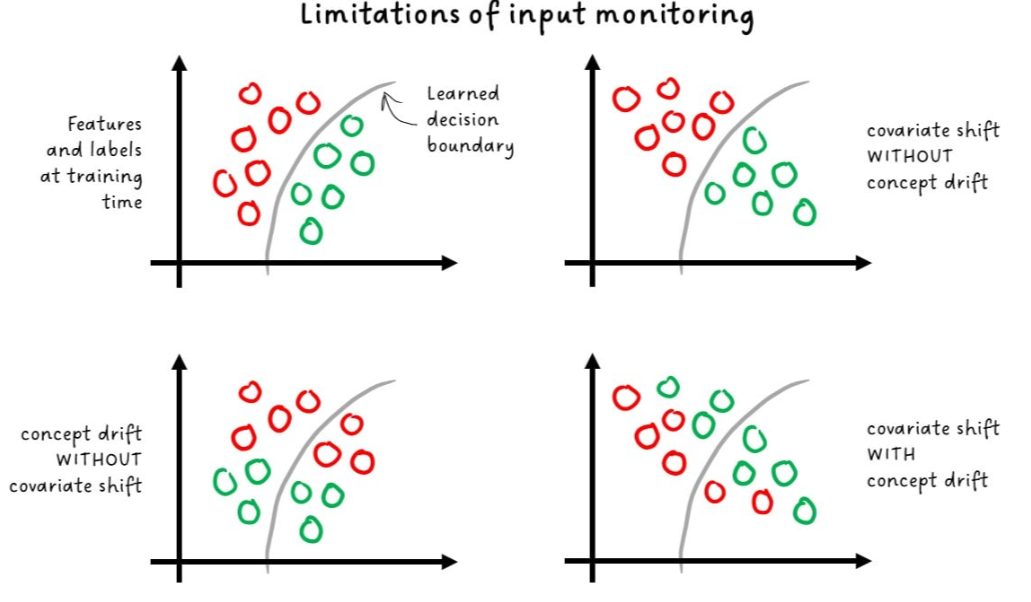 Limitations of input monitoring
Features
and labels
at training
time
Learned
decision
boundary
covariate shift
WITHOUT
concept drift
concept drift
WITHOUT
covariate shift
covariate shift
WITH
concept drift